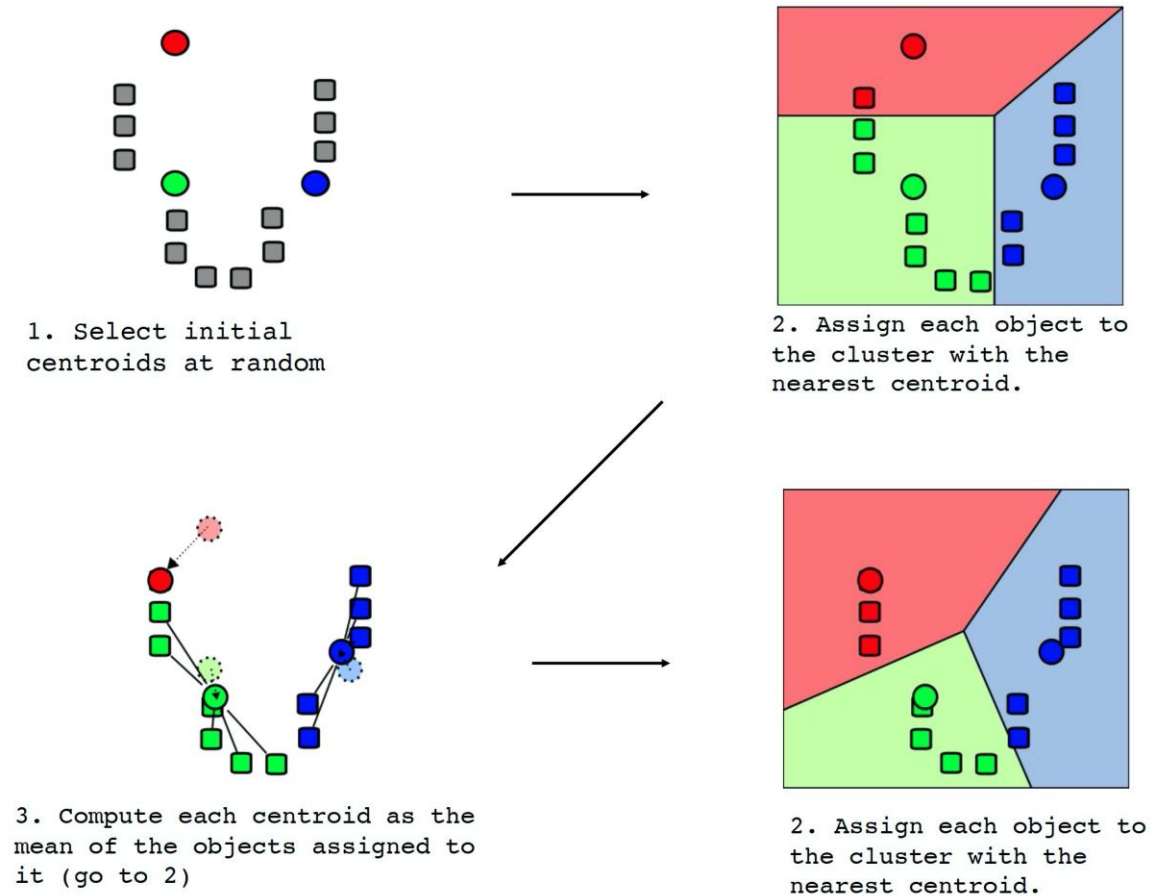 1. Select initial
centroids at random
2. Assign each object to
the cluster with the
nearest centroid.
3. Compute each centroid as the
mean of the objects assigned to
it (go to 2)
2. Assign each object to
the cluster with the
nearest centroid.